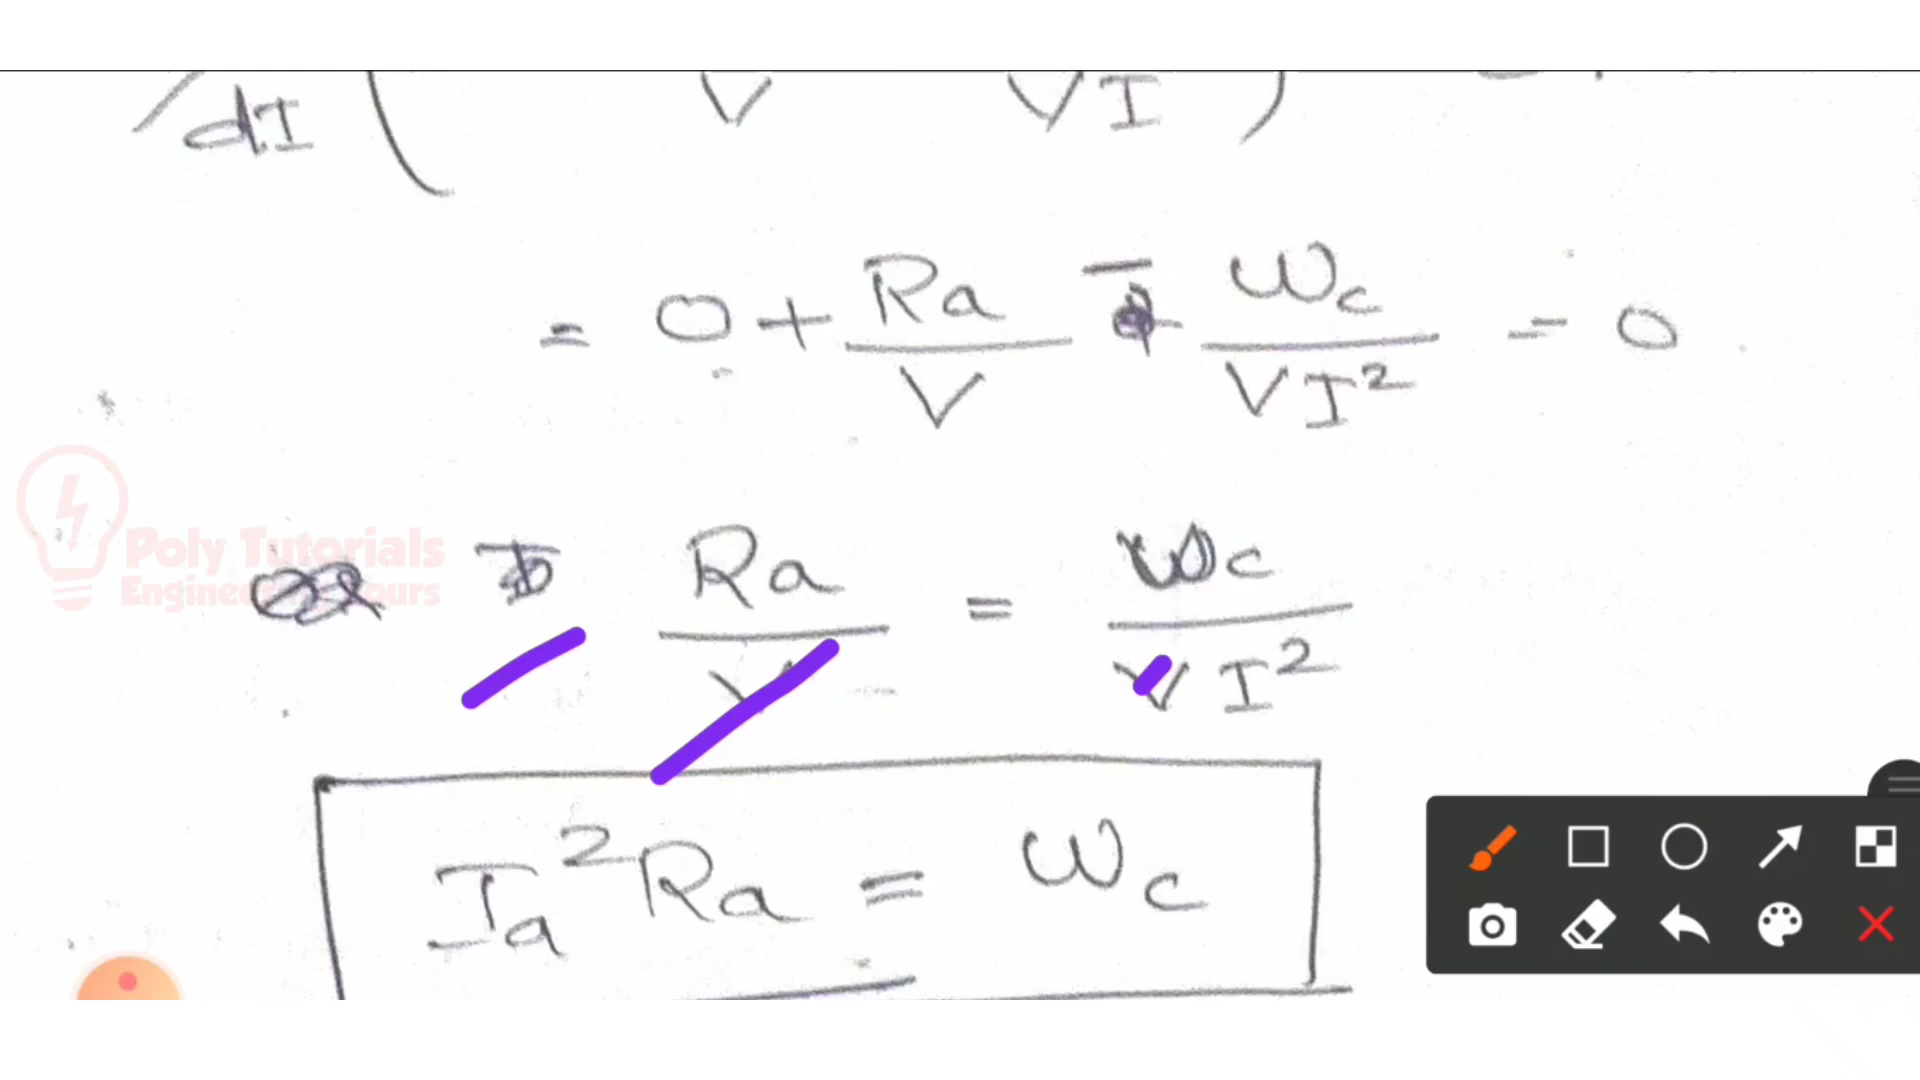 dI ( V VI )
= 0 + Ra/V - Wc/VI² = 0
Poly Tutorials
Ra/V = Wc/VI²
Ia²Ra = Wc